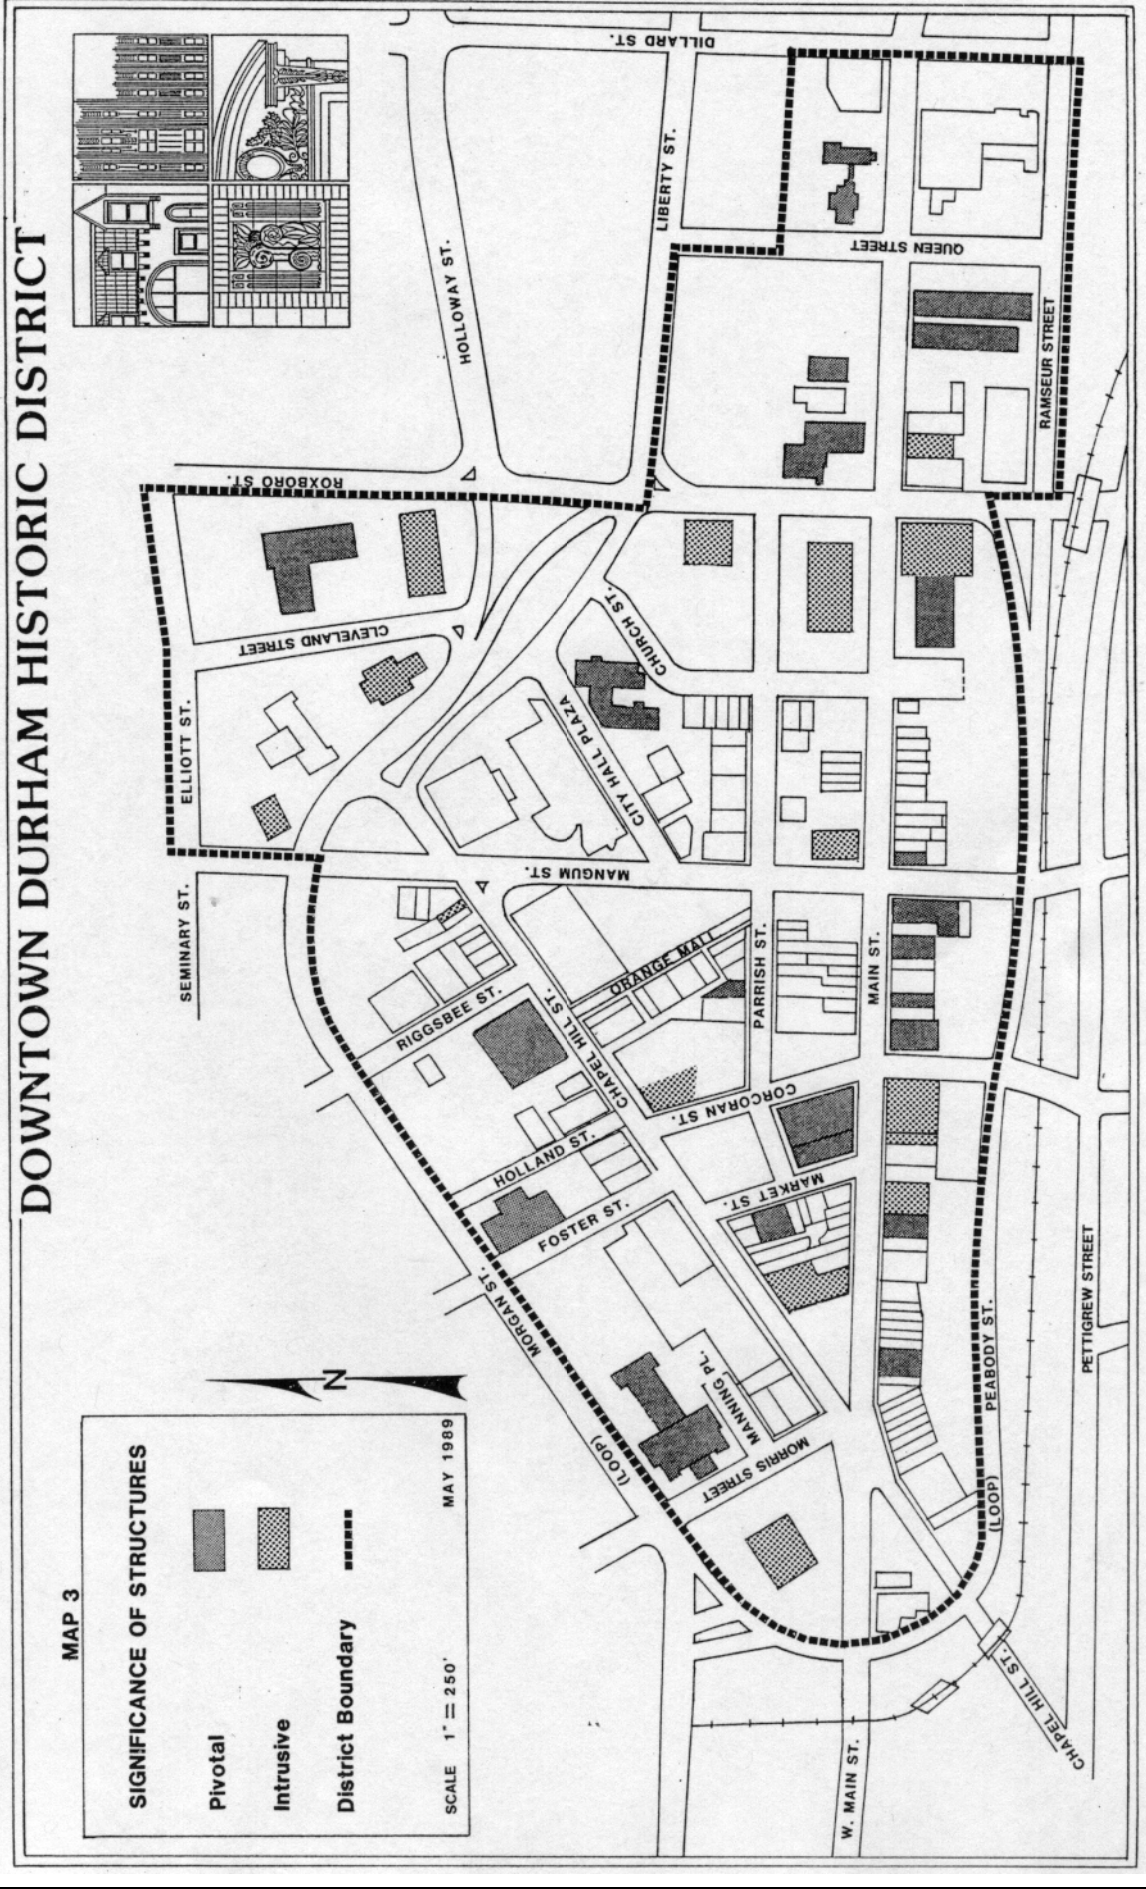 DOWNTOWN DURHAM HISTORIC DISTRICT
MAP 3
SIGNIFICANCE OF STRUCTURES
Pivotal
Intrusive
District Boundary
SCALE 1" = 250'
MAY 1989
N
SEMINARY ST.
ELLIOTT ST.
ROXBORO ST.
CLEVELAND STREET
HOLLOWAY ST.
DILLARD ST.
LIBERTY ST.
QUEEN STREET
RAMSEUR STREET
CHURCH ST.
CITY HALL PLAZA
MANGUM ST.
RIGGSBEE ST.
ORANGE MALL
PARRISH ST.
MAIN ST.
CHAPEL HILL ST.
CORCORAN ST.
HOLLAND ST.
FOSTER ST.
MARKET ST.
MORGAN ST.
(LOOP)
MANNING PL.
MORRIS STREET
PEABODY ST.
(LOOP)
PETTIGREW STREET
W. MAIN ST.
CHAPEL HILL ST.